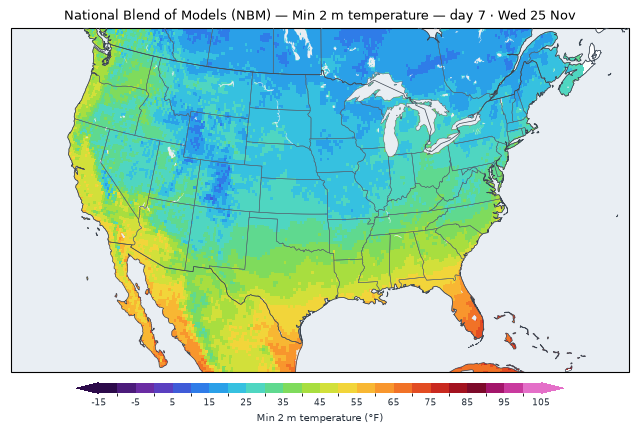 National Blend of Models (NBM) — Min 2 m temperature — day 7 · Wed 25 Nov
-15 -5 5 15 25 35 45 55 65 75 85 95 105
Min 2 m temperature (°F)